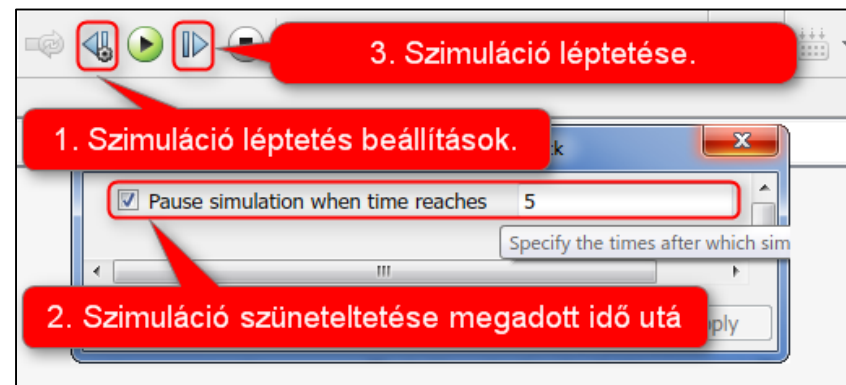 3. Szimuláció léptetése.
1. Szimuláció léptetés beállítások.
Pause simulation when time reaches 5
Specify the times after which sim
2. Szimuláció szüneteltetése megadott idő utá